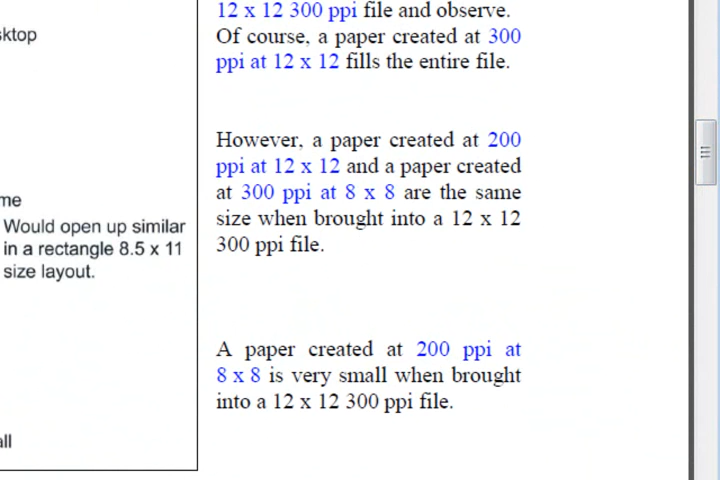 sktop
me
Would open up similar
in a rectangle 8.5 x 11
size layout.
all
12 x 12 300 ppi file and observe.
Of course, a paper created at 300
ppi at 12 x 12 fills the entire file.
However, a paper created at 200
ppi at 12 x 12 and a paper created
at 300 ppi at 8 x 8 are the same
size when brought into a 12 x 12
300 ppi file.
A paper created at 200 ppi at
8 x 8 is very small when brought
into a 12 x 12 300 ppi file.